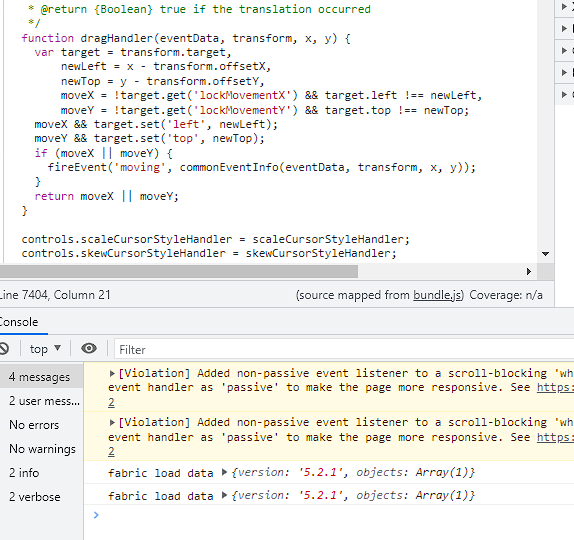 * @return {Boolean} true if the translation occurred
*/
function dragHandler(eventData, transform, x, y) {
var target = transform.target,
newLeft = x - transform.offsetX,
newTop = y - transform.offsetY,
moveX = !target.get('lockMovementX') && target.left !== newLeft,
moveY = !target.get('lockMovementY') && target.top !== newTop;
moveX && target.set('left', newLeft);
moveY && target.set('top', newTop);
if (moveX || moveY) {
fireEvent('moving', commonEventInfo(eventData, transform, x, y));
}
return moveX || moveY;
}
controls.scaleCursorStyleHandler = scaleCursorStyleHandler;
controls.skewCursorStyleHandler = skewCursorStyleHandler;
Line 7404, Column 21
(source mapped from bundle.js) Coverage: n/a
Console
top
Filter
4 messages
2 user mess...
No errors
No warnings
2 info
2 verbose
[Violation] Added non-passive event listener to a scroll-blocking 'wh
event handler as 'passive' to make the page more responsive. See https:
2
[Violation] Added non-passive event listener to a scroll-blocking 'wh
event handler as 'passive' to make the page more responsive. See https:
2
fabric load data {version: '5.2.1', objects: Array(1)}
fabric load data {version: '5.2.1', objects: Array(1)}